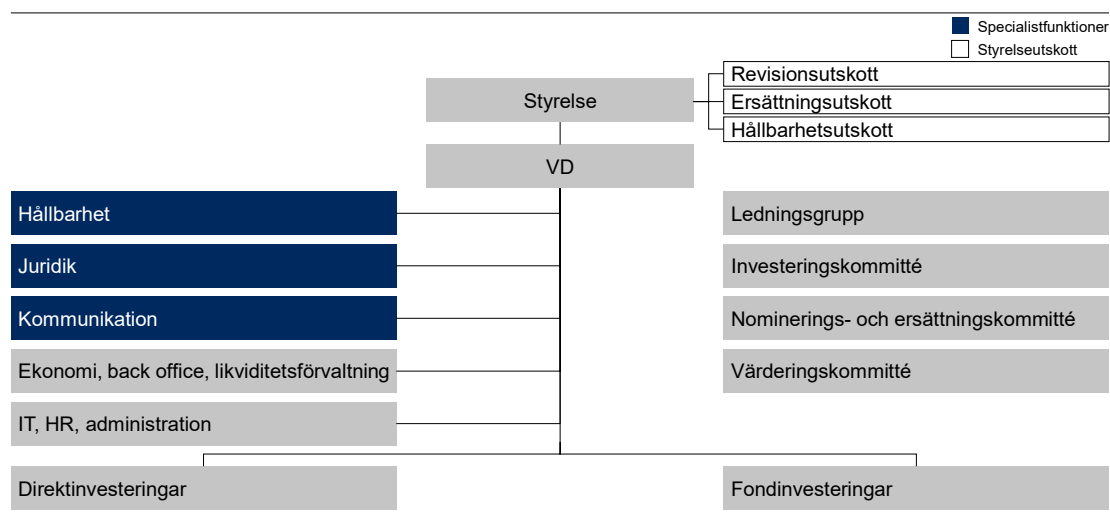 Specialistfunktioner
Styrelseutskott
Styrelse
Revisionsutskott
Ersättningsutskott
Hållbarhetsutskott
VD
Hållbarhet
Ledningsgrupp
Juridik
Investeringskommitté
Kommunikation
Nominerings- och ersättningskommitté
Ekonomi, back office, likviditetsförvaltning
Värderingskommitté
IT, HR, administration
Direktinvesteringar
Fondinvesteringar